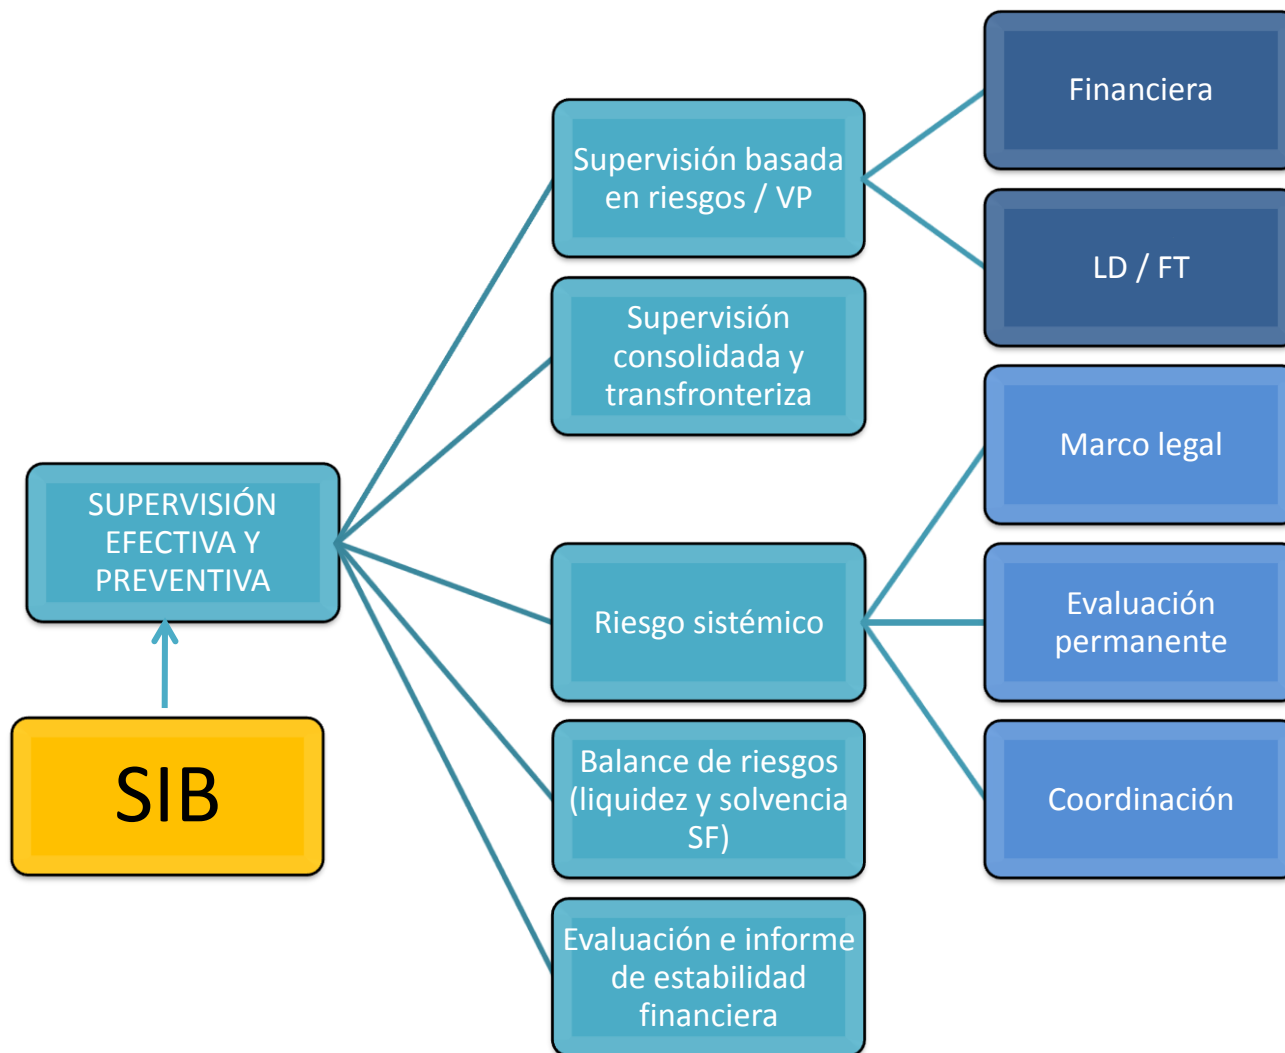 SUPERVISIÓN
EFECTIVA Y
PREVENTIVA
SIB
Supervisión basada
en riesgos / VP
Supervisión
consolidada y
transfronteriza
Riesgo sistémico
Balance de riesgos
(liquidez y solvencia
SF)
Evaluación e informe
de estabilidad
financiera
Financiera
LD / FT
Marco legal
Evaluación
permanente
Coordinación